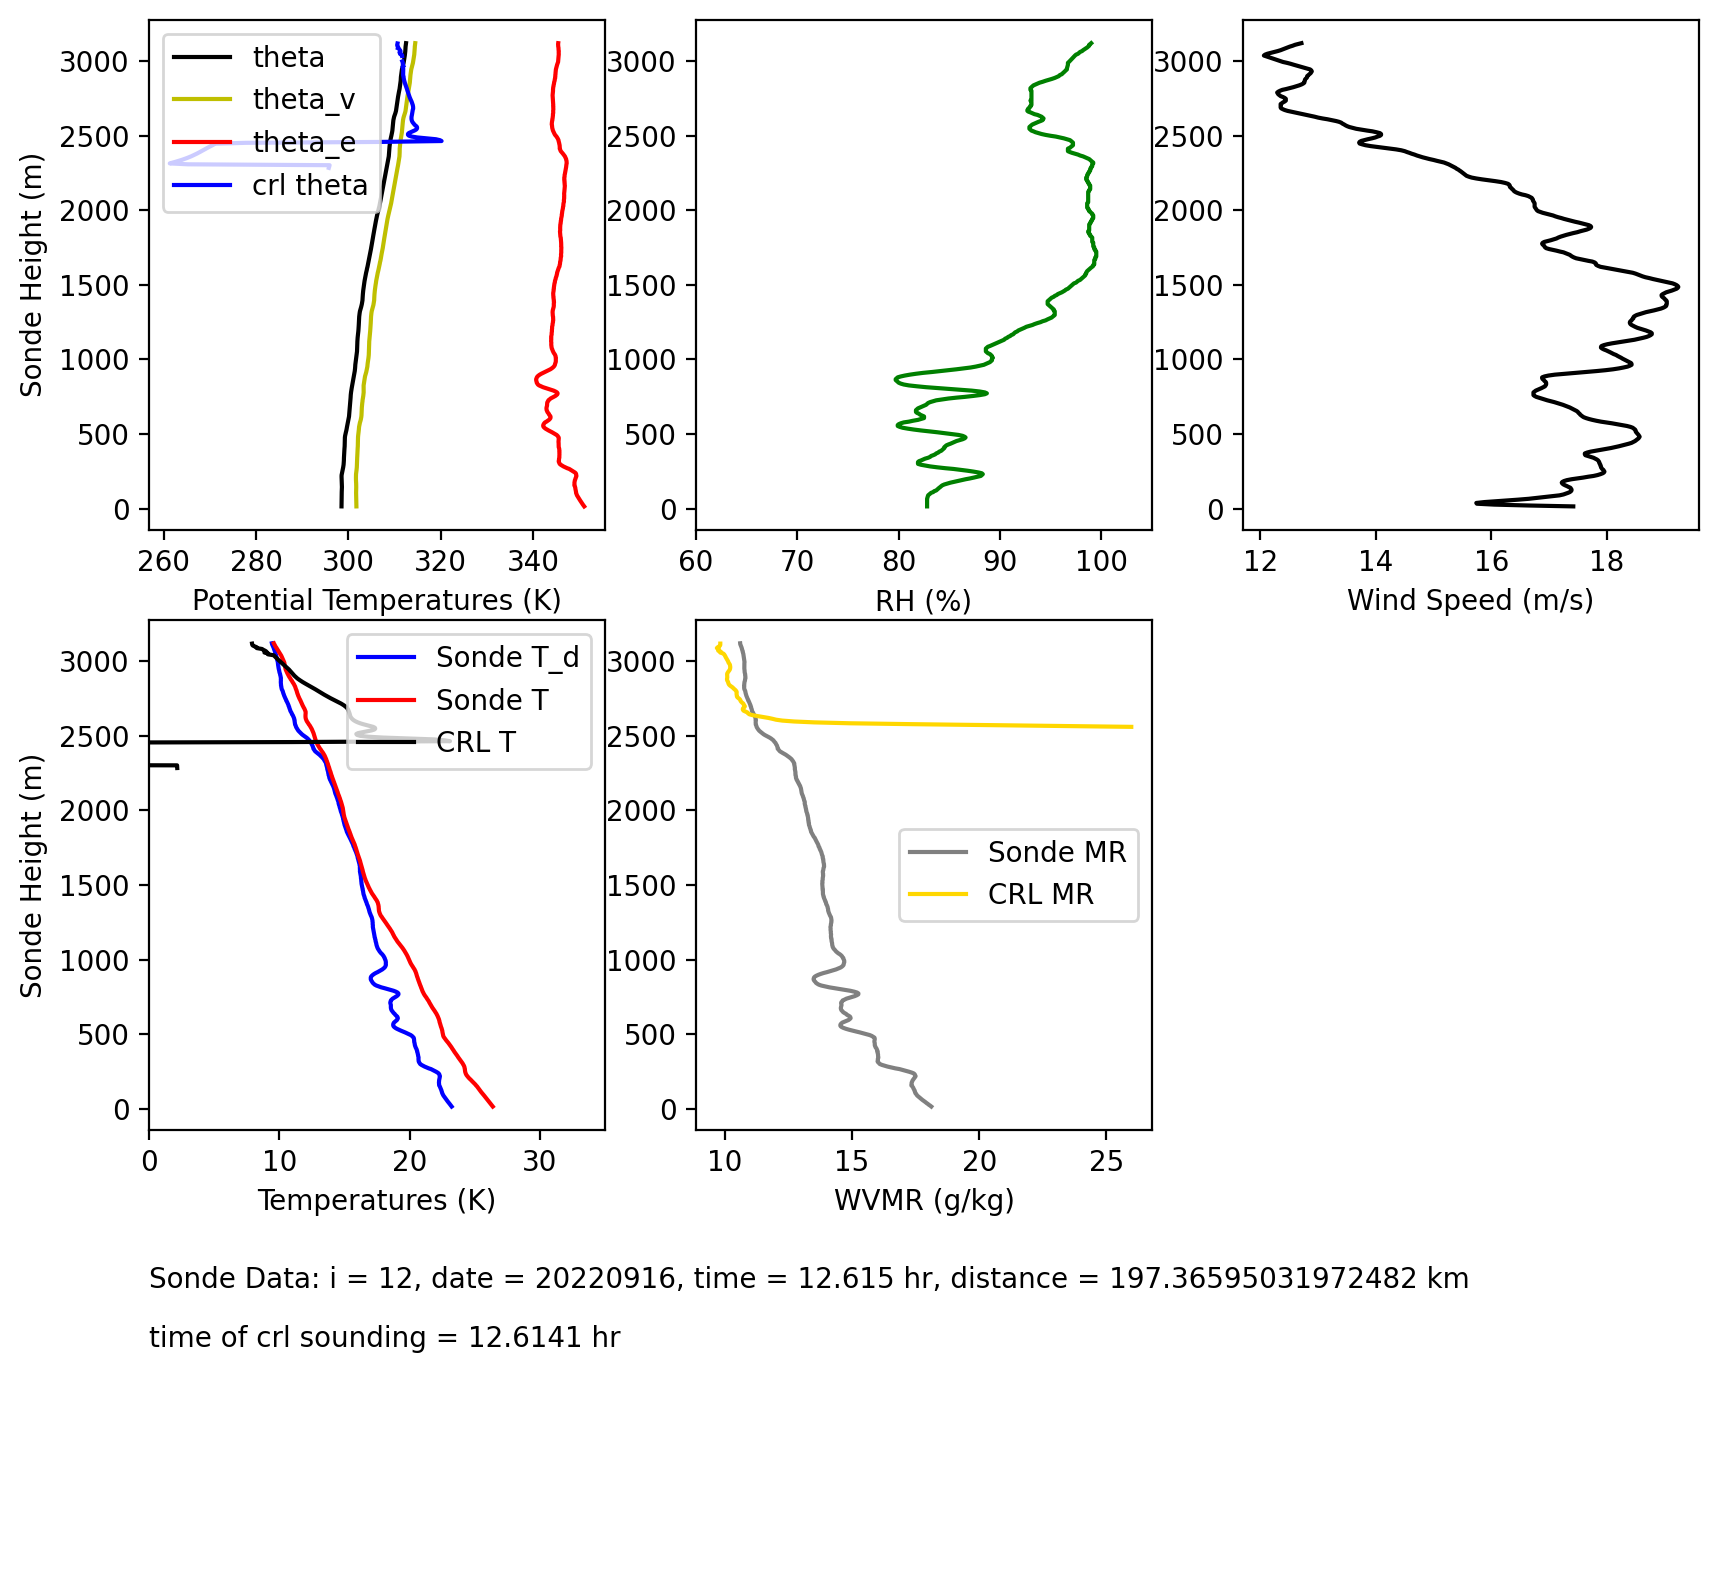 theta
theta_v
theta_e
crl theta
3000
2500
2000
1500
1000
500
0
Sonde Height (m)
260 280 300 320 340
Potential Temperatures (K)
3000
2500
2000
1500
1000
500
0
60 70 80 90 100
RH (%)
3000
2500
2000
1500
1000
500
0
12 14 16 18
Wind Speed (m/s)
Sonde T_d
Sonde T
CRL T
3000
2500
2000
1500
1000
500
0
Sonde Height (m)
0 10 20 30
Temperatures (K)
3000
2500
2000
1500
1000
500
0
Sonde MR
CRL MR
10 15 20 25
WVMR (g/kg)
Sonde Data: i = 12, date = 20220916, time = 12.615 hr, distance = 197.36595031972482 km
time of crl sounding = 12.6141 hr